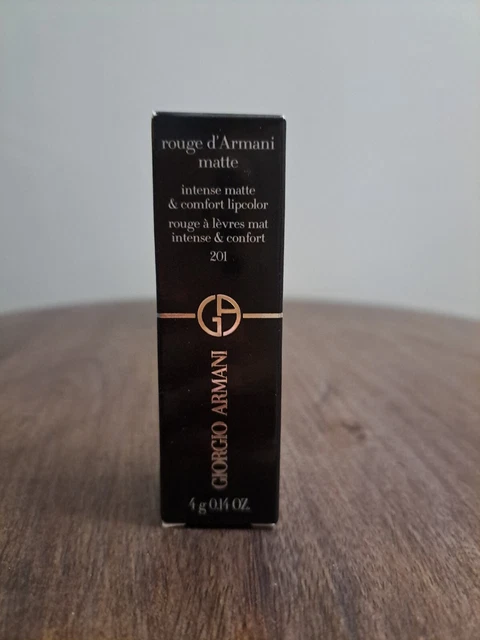 rouge d'Armani
matte
intense matte
& comfort lipcolor
rouge à lèvres mat
intense & confort
201
GA
GIORGIO ARMANI
4 g 0.14 OZ.